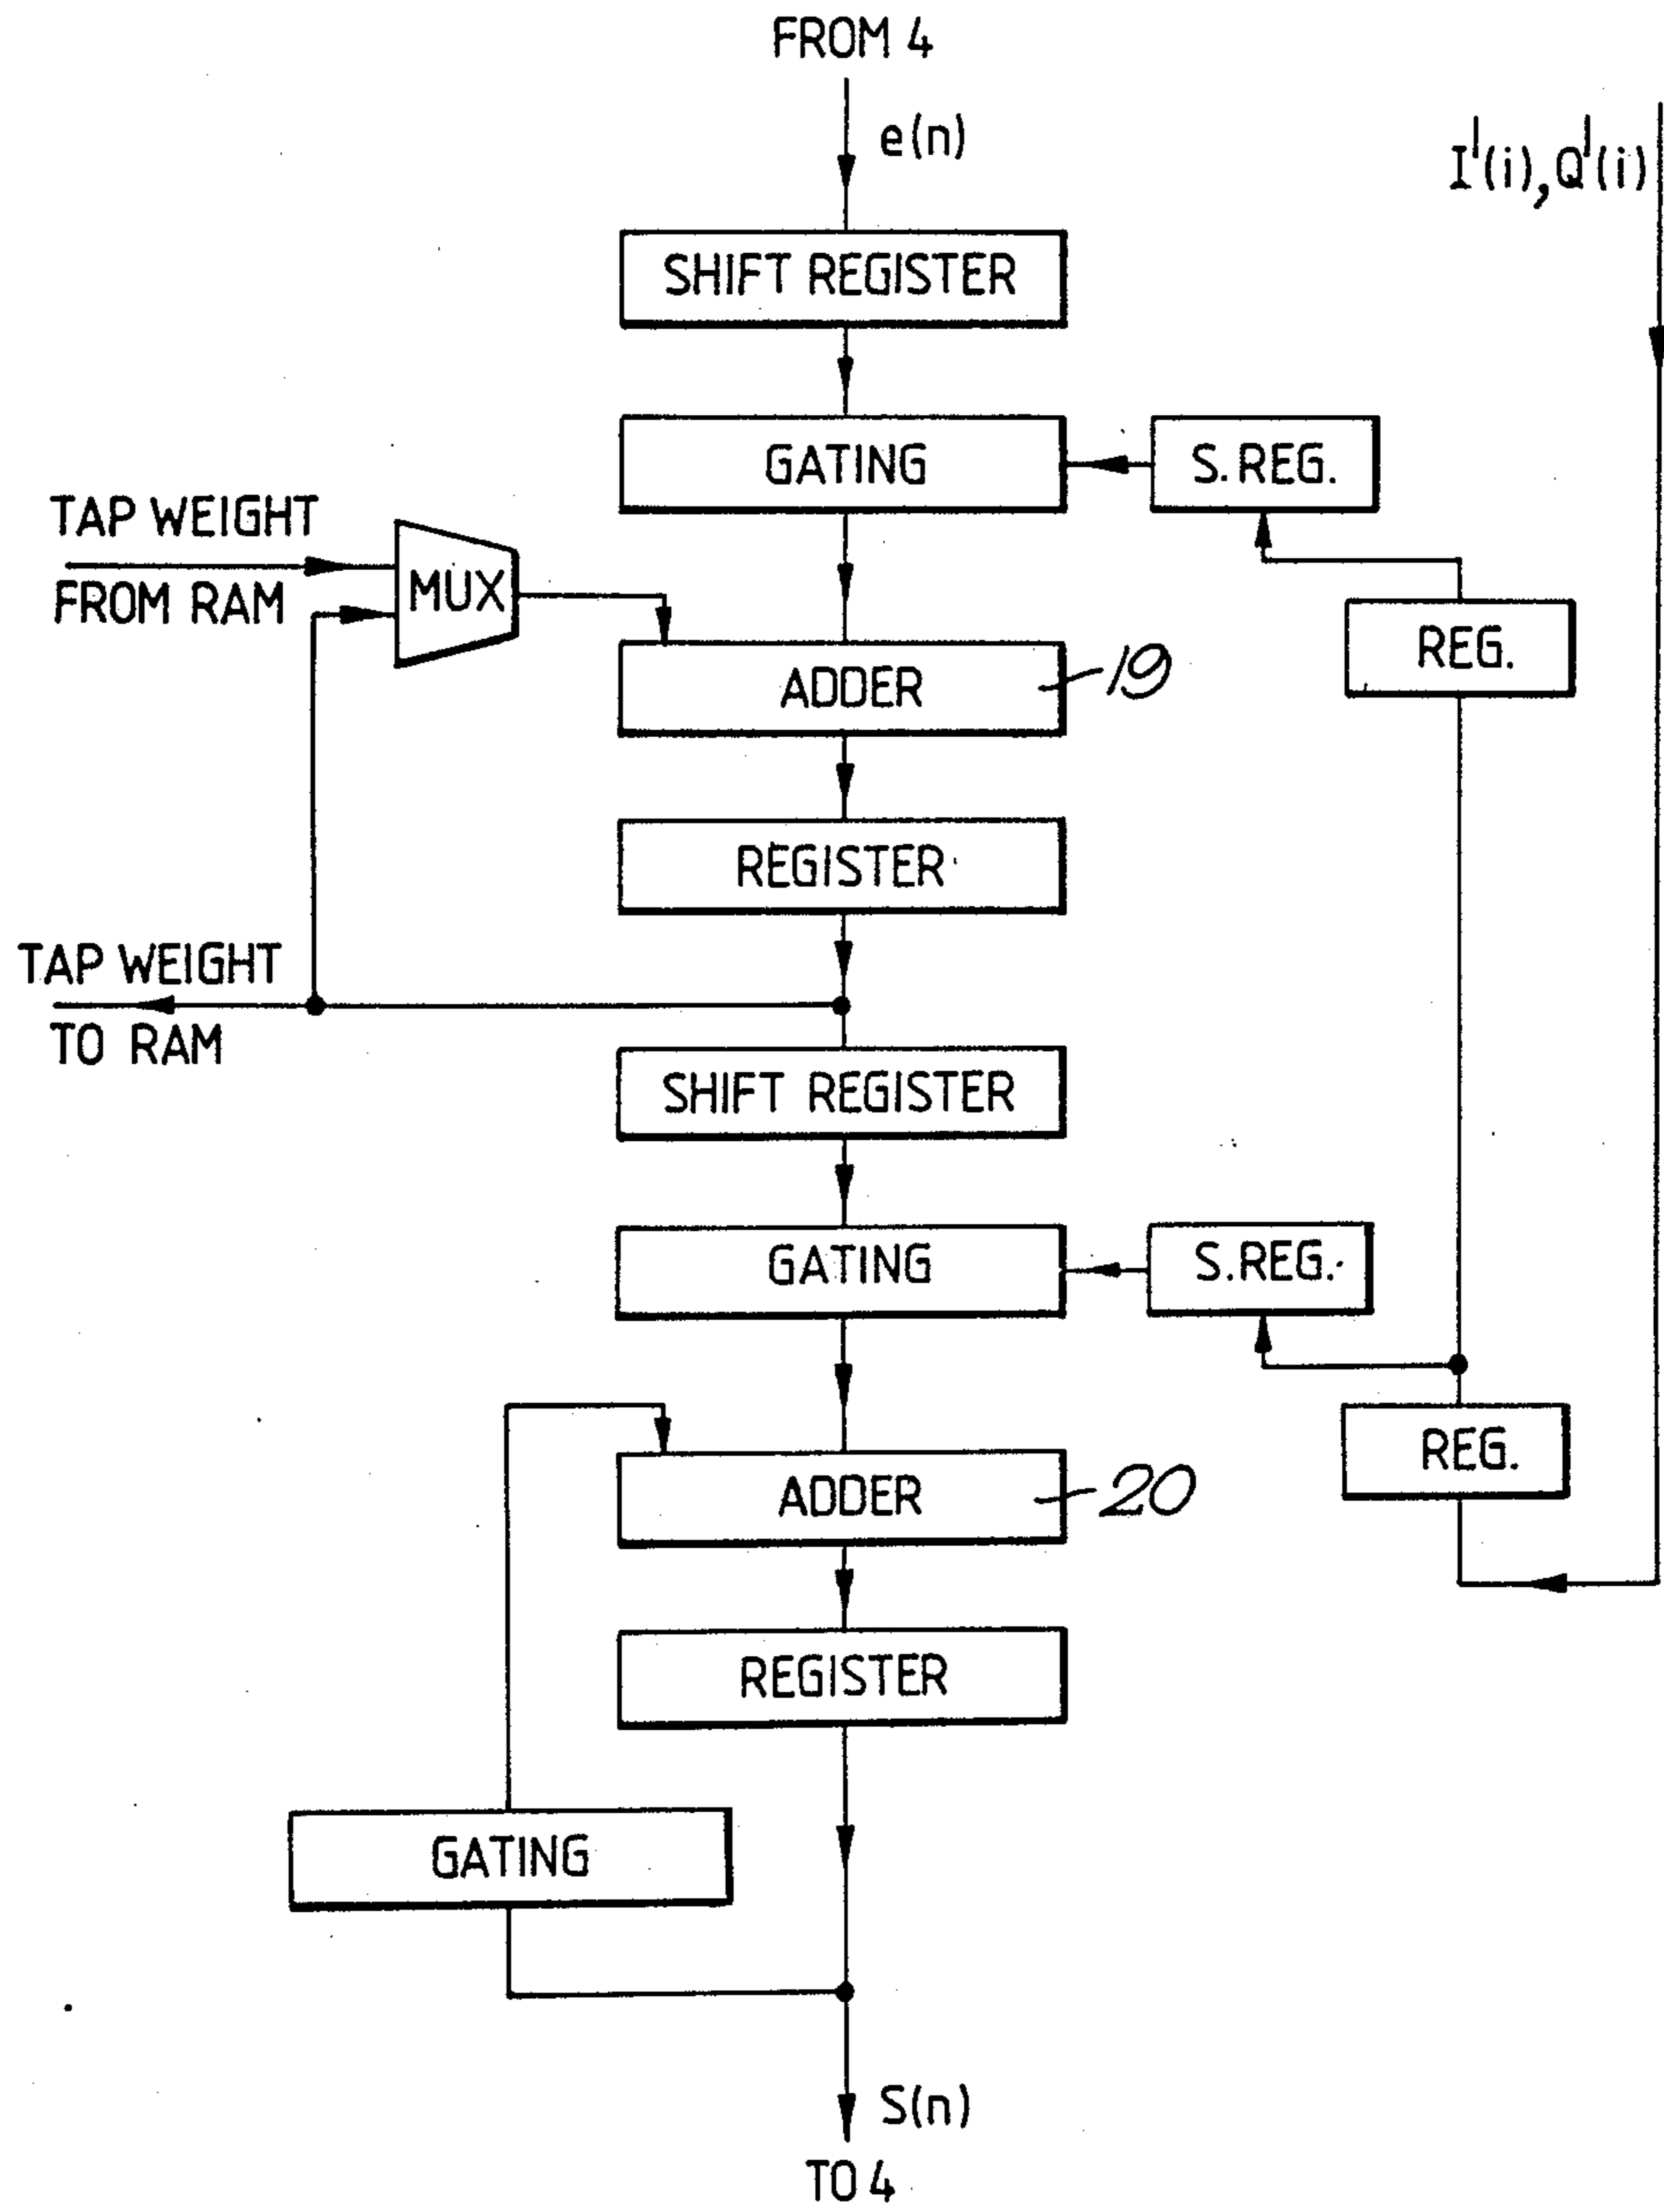 FROM 4
e(n)
I'(i), Q'(i)
SHIFT REGISTER
GATING
S. REG.
TAP WEIGHT
FROM RAM
MUX
REG.
ADDER
19
REGISTER
TAP WEIGHT
TO RAM
SHIFT REGISTER
GATING
S.REG.
REG.
ADDER
20
REGISTER
GATING
S(n)
TO 4